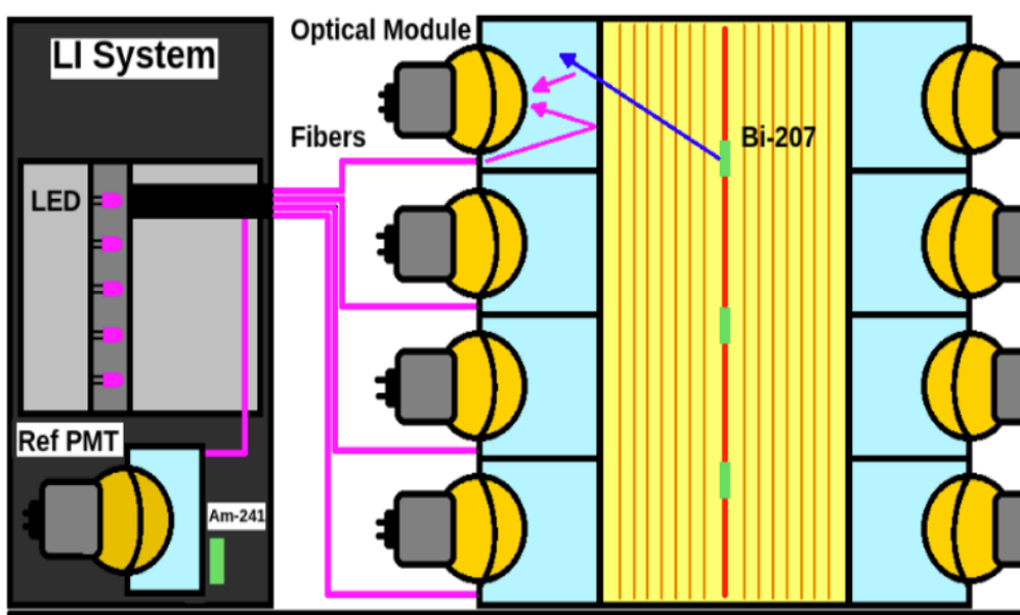 LI System
Optical Module
Fibers
Bi-207
LED
Ref PMT
Am-241